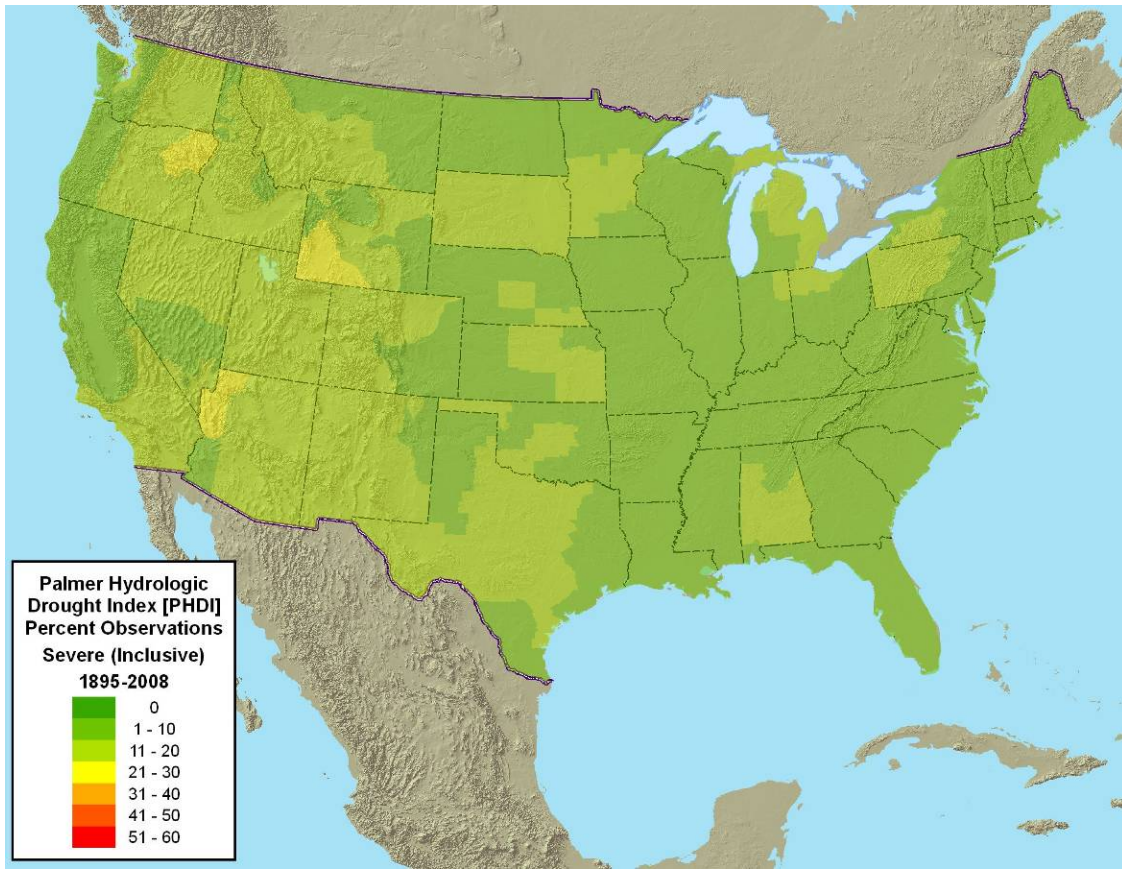 Palmer Hydrologic
Drought Index [PHDI]
Percent Observations
Severe (Inclusive)
1895-2008
0
1 - 10
11 - 20
21 - 30
31 - 40
41 - 50
51 - 60